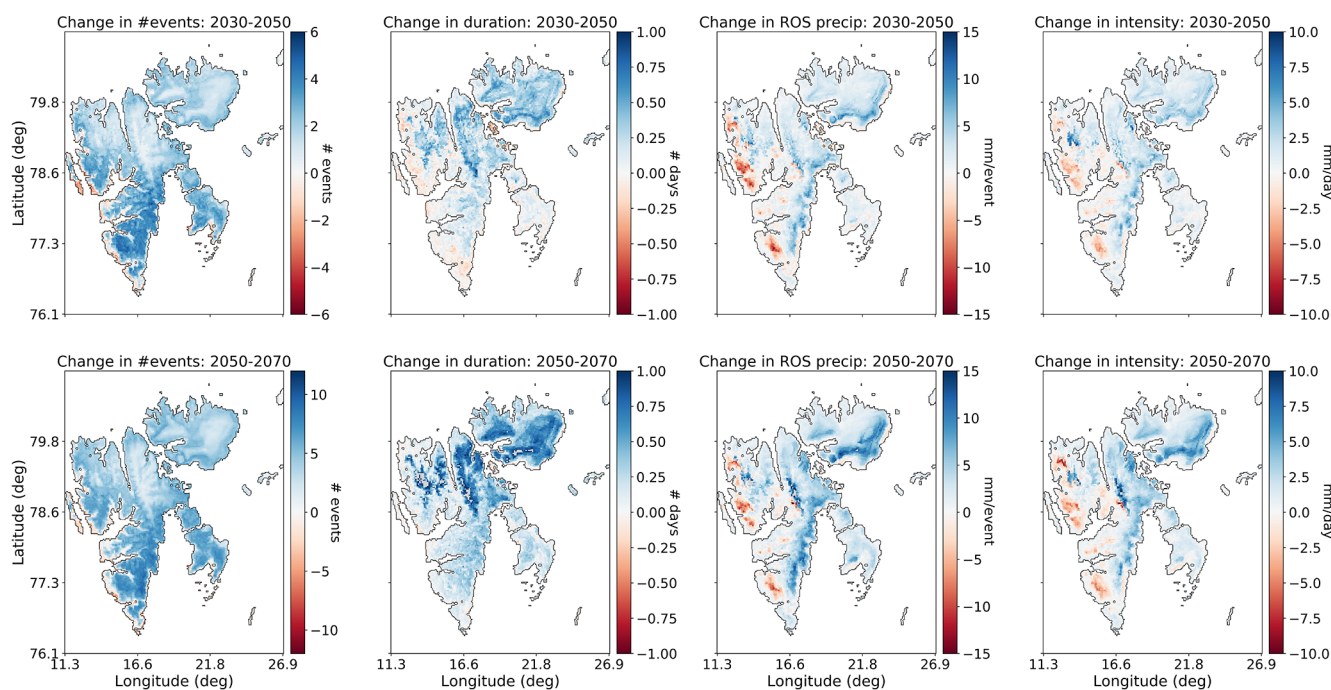 Change in #events: 2030-2050
6
4
2
0
−2
−4
−6
# events
79.8
78.6
77.3
76.1
Latitude (deg)
Change in duration: 2030-2050
1.00
0.75
0.50
0.25
0.00
−0.25
−0.50
−0.75
−1.00
# days
Change in ROS precip: 2030-2050
15
10
5
0
−5
−10
−15
mm/event
Change in intensity: 2030-2050
10.0
7.5
5.0
2.5
0.0
−2.5
−5.0
−7.5
−10.0
mm/day
Change in #events: 2050-2070
10
5
0
−5
−10
# events
79.8
78.6
77.3
76.1
Latitude (deg)
11.3 16.6 21.8 26.9
Longitude (deg)
Change in duration: 2050-2070
1.00
0.75
0.50
0.25
0.00
−0.25
−0.50
−0.75
−1.00
# days
11.3 16.6 21.8 26.9
Longitude (deg)
Change in ROS precip: 2050-2070
15
10
5
0
−5
−10
−15
mm/event
11.3 16.6 21.8 26.9
Longitude (deg)
Change in intensity: 2050-2070
10.0
7.5
5.0
2.5
0.0
−2.5
−5.0
−7.5
−10.0
mm/day
11.3 16.6 21.8 26.9
Longitude (deg)